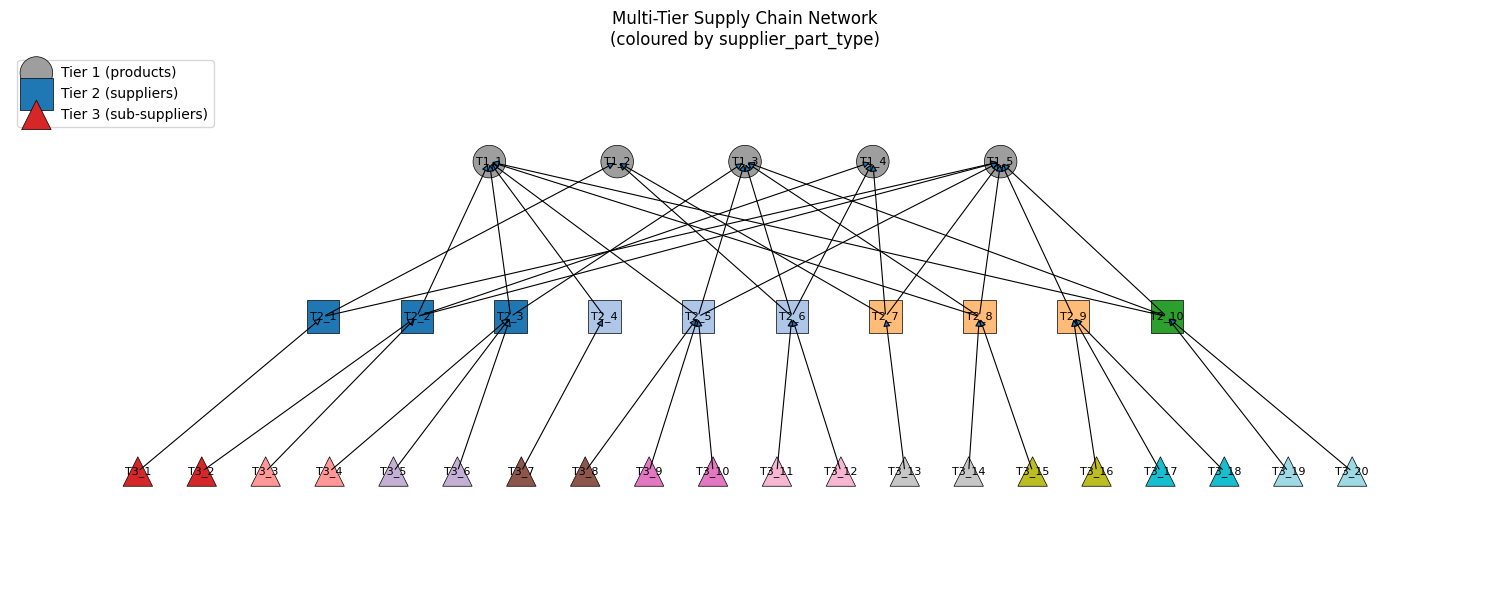 Multi-Tier Supply Chain Network
(coloured by supplier_part_type)
Tier 1 (products)
Tier 2 (suppliers)
Tier 3 (sub-suppliers)
T1_1 T1_2 T1_3 T1_4 T1_5
T2_1 T2_2 T2_3 T2_4 T2_5 T2_6 T2_7 T2_8 T2_9 T2_10
T3_1 T3_2 T3_3 T3_4 T3_5 T3_6 T3_7 T3_8 T3_9 T3_10 T3_11 T3_12 T3_13 T3_14 T3_15 T3_16 T3_17 T3_18 T3_19 T3_20